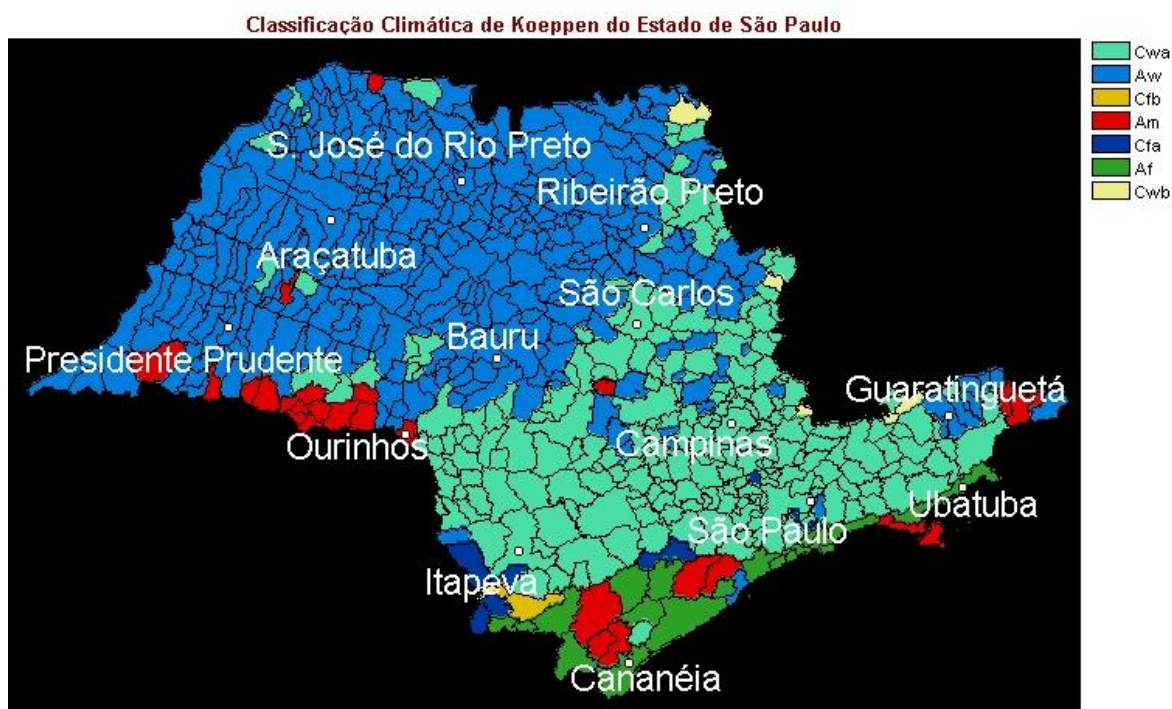 Classificação Climática de Koeppen do Estado de São Paulo
Cwa
Aw
Cfb
Am
Cfa
Af
Cwb
S. José do Rio Preto
Ribeirão Preto
Araçatuba
São Carlos
Bauru
Presidente Prudente
Guaratinguetá
Ourinhos
Campinas
Ubatuba
São Paulo
Itapeva
Cananéia